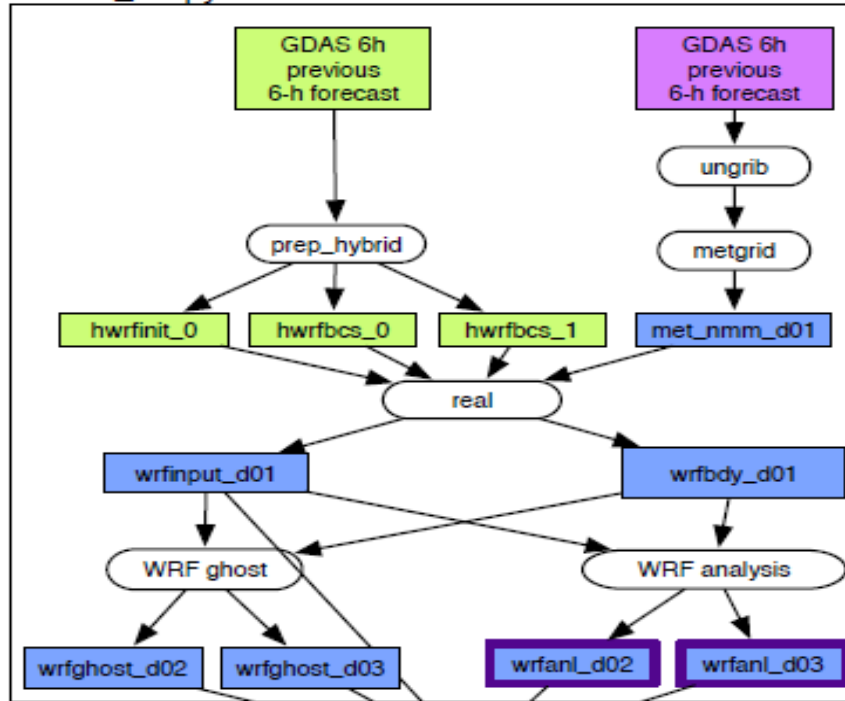 GDAS 6h
previous
6-h forecast
GDAS 6h
previous
6-h forecast
ungrib
prep_hybrid
metgrid
hwrfinit_0
hwrfbcs_0
hwrfbcs_1
met_nmm_d01
real
wrfinput_d01
wrfbdy_d01
WRF ghost
WRF analysis
wrfghost_d02
wrfghost_d03
wrfanl_d02
wrfanl_d03